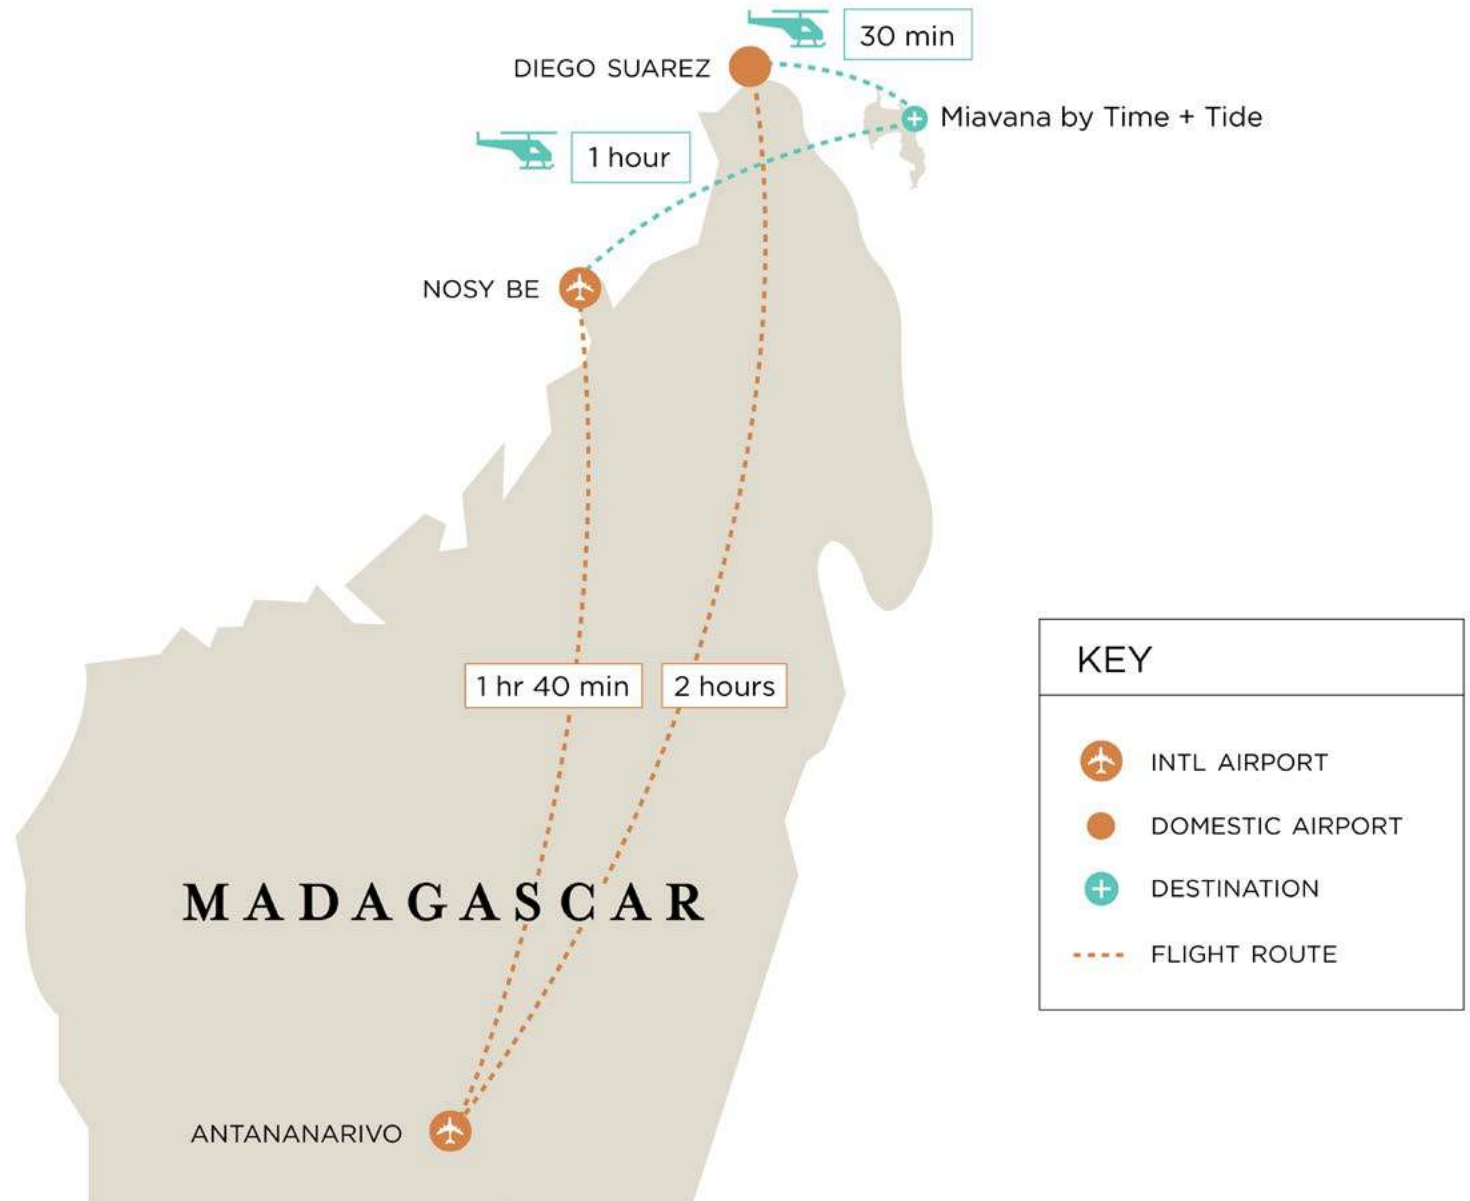 30 min
DIEGO SUAREZ
Miavana by Time + Tide
1 hour
NOSY BE
1 hr 40 min
2 hours
MADAGASCAR
ANTANANARIVO
KEY
INTL AIRPORT
DOMESTIC AIRPORT
DESTINATION
FLIGHT ROUTE